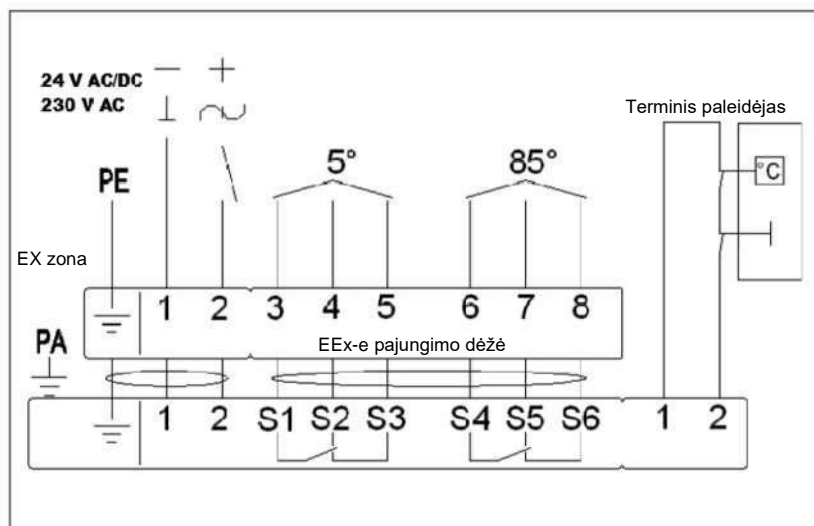 24 V AC/DC
230 V AC
— +
PE
5°
85°
Terminis paleidėjas
°C
EX zona
1 2 3 4 5 6 7 8
EEx-e pajungimo dėžė
PA
1 2 S1 S2 S3 S4 S5 S6 1 2